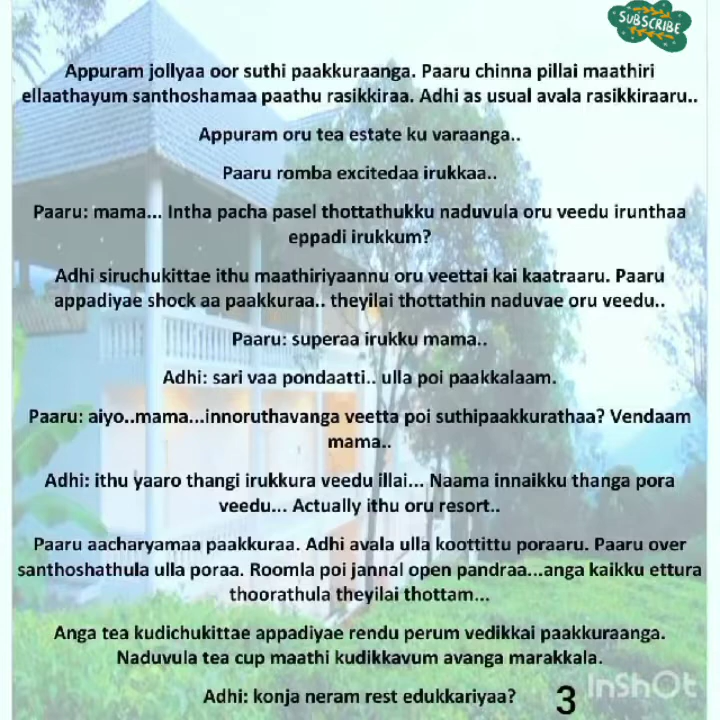 SUBSCRIBE
Appuram jollyaa oor suthi paakkuraanga. Paaru chinna pillai maathiri
ellaathayum santhoshamaa paathu rasikkiraa. Adhi as usual avala rasikkiraaru..
Appuram oru tea estate ku varaanga..
Paaru romba excitedaa irukkaa..
Paaru: mama... Intha pacha pasel thottathukku naduvula oru veedu irunthaa
eppadi irukkum?
Adhi siruchukittae ithu maathiriyaannu oru veettai kai kaatraaru. Paaru
appadiyae shock aa paakkuraa.. theyilai thottathin naduvae oru veedu..
Paaru: superaa irukku mama..
Adhi: sari vaa pondaatti.. ulla poi paakkalaam.
Paaru: aiyo..mama...innoruthavanga veetta poi suthipaakkurathaa? Vendaam
mama..
Adhi: ithu yaaro thangi irukkura veedu illai... Naama innaikku thanga pora
veedu... Actually ithu oru resort..
Paaru aacharyamaa paakkuraa. Adhi avala ulla koottittu poraaru. Paaru over
santhoshathula ulla poraa. Roomla poi jannal open pandraa...anga kaikku ettura
thoorathula theyilai thottam...
Anga tea kudichukittae appadiyae rendu perum vedikkai paakkuraanga.
Naduvula tea cup maathi kudikkavum avanga marakkala.
Adhi: konja neram rest edukkariyaa?
3
InShOt